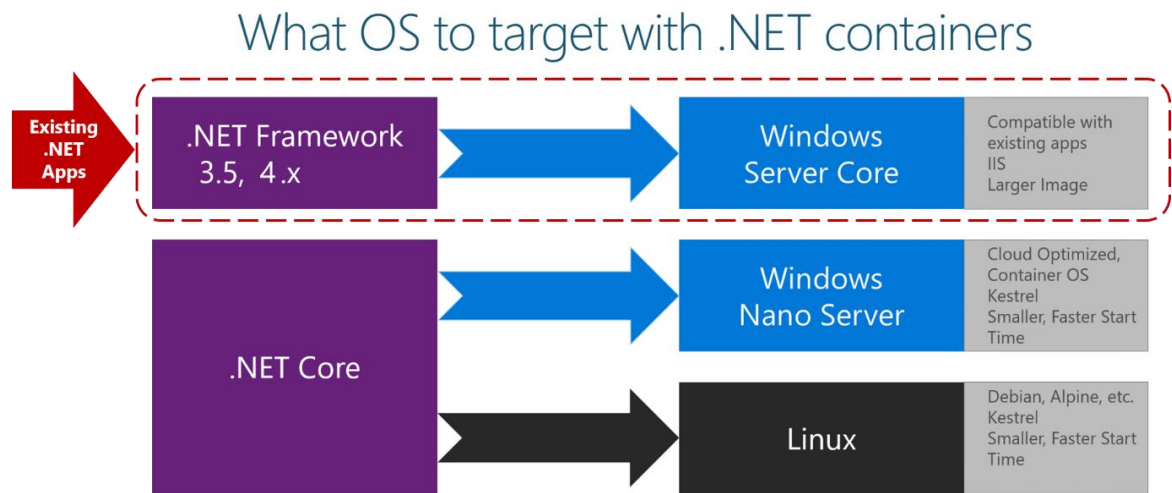 What OS to target with .NET containers
Existing
.NET
Apps
.NET Framework
3.5, 4.x
Windows
Server Core
Compatible with
existing apps
IIS
Larger Image
.NET Core
Windows
Nano Server
Cloud Optimized,
Container OS
Kestrel
Smaller, Faster Start
Time
Linux
Debian, Alpine, etc.
Kestrel
Smaller, Faster Start
Time